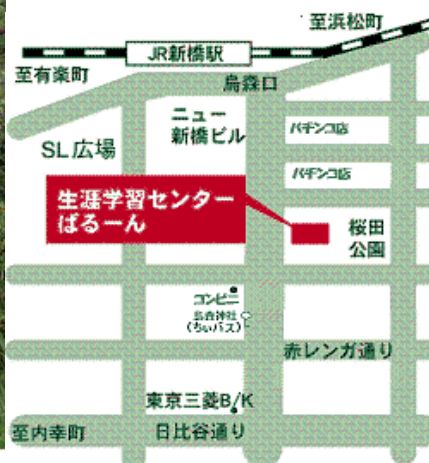 至浜松町
JR新橋駅
至有楽町
烏森口
ニュー
新橋ビル
パチンコ店
SL広場
パチンコ店
生涯学習センター
ばるーん
桜田
公園
コンビニ
烏森神社
(ちぃバス)
赤レンガ通り
東京三菱B/K
至内幸町
日比谷通り